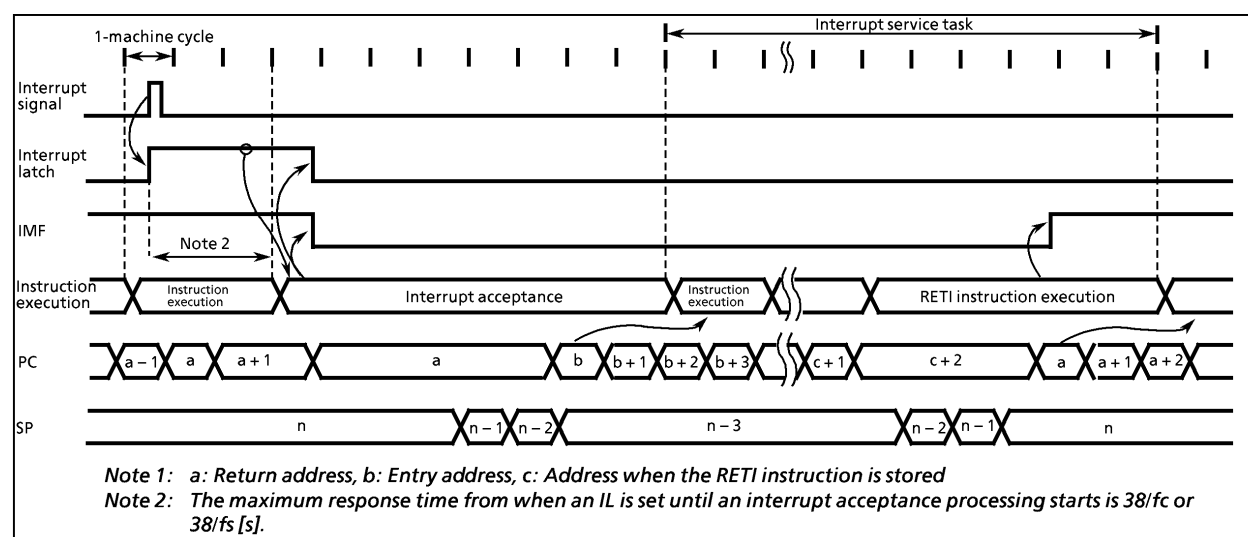 1-machine cycle
Interrupt service task
Interrupt
signal
Interrupt
latch
IMF
Note 2
Instruction
execution
Instruction
execution
Interrupt acceptance
Instruction
execution
RETI instruction execution
PC
a – 1
a
a + 1
a
b
b + 1
b + 2
b + 3
c + 1
c + 2
a
a + 1
a + 2
SP
n
n – 1
n – 2
n – 3
n – 2
n – 1
n
Note 1: a: Return address, b: Entry address, c: Address when the RETI instruction is stored
Note 2: The maximum response time from when an IL is set until an interrupt acceptance processing starts is 38/fc or
38/fs [s].